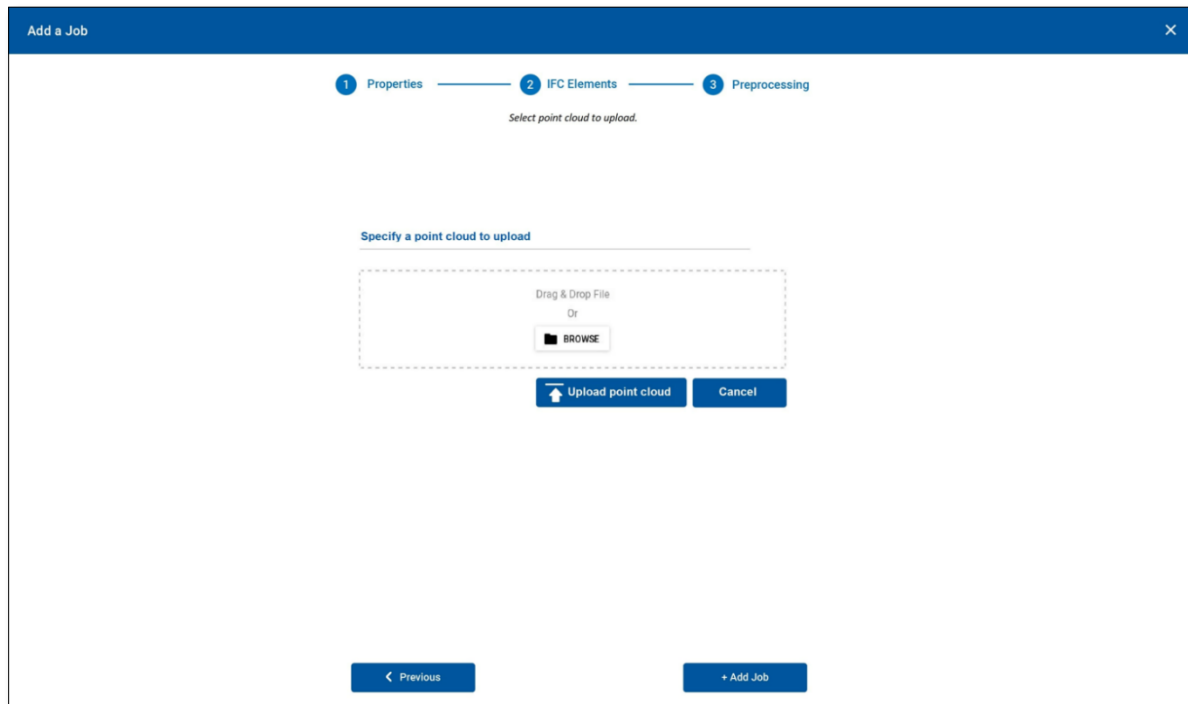 Add a Job
1 Properties 2 IFC Elements 3 Preprocessing
Select point cloud to upload.
Specify a point cloud to upload
Drag & Drop File
Or
BROWSE
Upload point cloud Cancel
Previous + Add Job